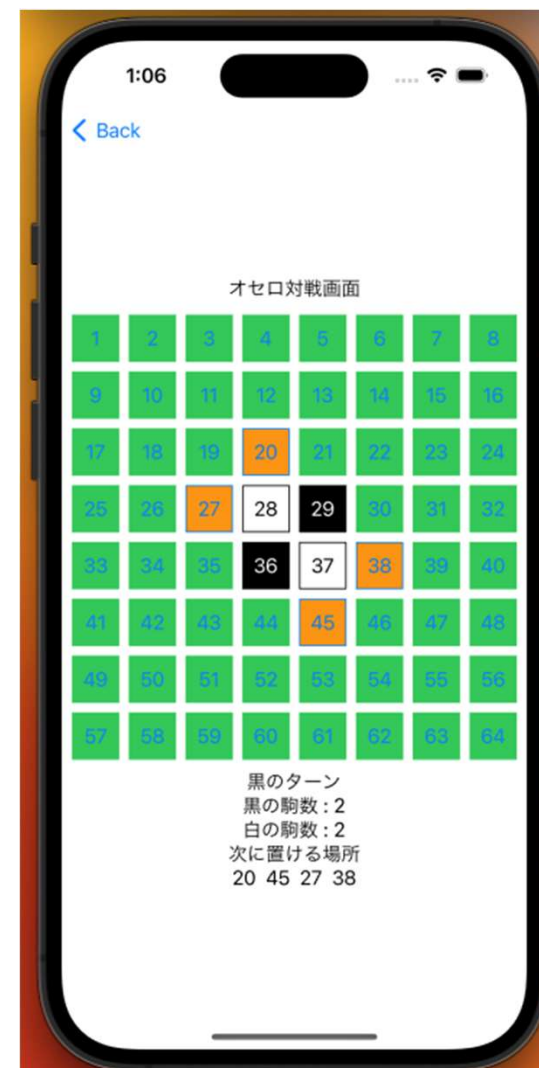 1:06
Back
オセロ対戦画面
1 2 3 4 5 6 7 8
9 10 11 12 13 14 15 16
17 18 19 20 21 22 23 24
25 26 27 28 29 30 31 32
33 34 35 36 37 38 39 40
41 42 43 44 45 46 47 48
49 50 51 52 53 54 55 56
57 58 59 60 61 62 63 64
黒のターン
黒の駒数 : 2
白の駒数 : 2
次に置ける場所
20 45 27 38